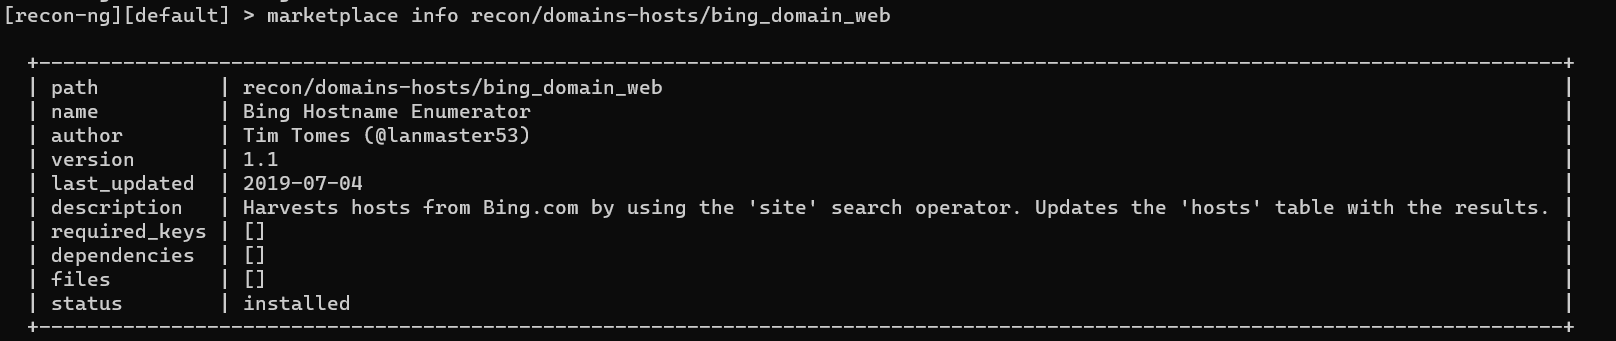 [recon-ng][default] > marketplace info recon/domains-hosts/bing_domain_web
+-------------------------------------------------------------------------------------------------------------------------------+
| path          | recon/domains-hosts/bing_domain_web                                                                           |
| name          | Bing Hostname Enumerator                                                                                      |
| author        | Tim Tomes (@lanmaster53)                                                                                      |
| version       | 1.1                                                                                                           |
| last_updated  | 2019-07-04                                                                                                    |
| description   | Harvests hosts from Bing.com by using the 'site' search operator. Updates the 'hosts' table with the results. |
| required_keys | []                                                                                                            |
| dependencies  | []                                                                                                            |
| files         | []                                                                                                            |
| status        | installed                                                                                                     |
+-------------------------------------------------------------------------------------------------------------------------------+